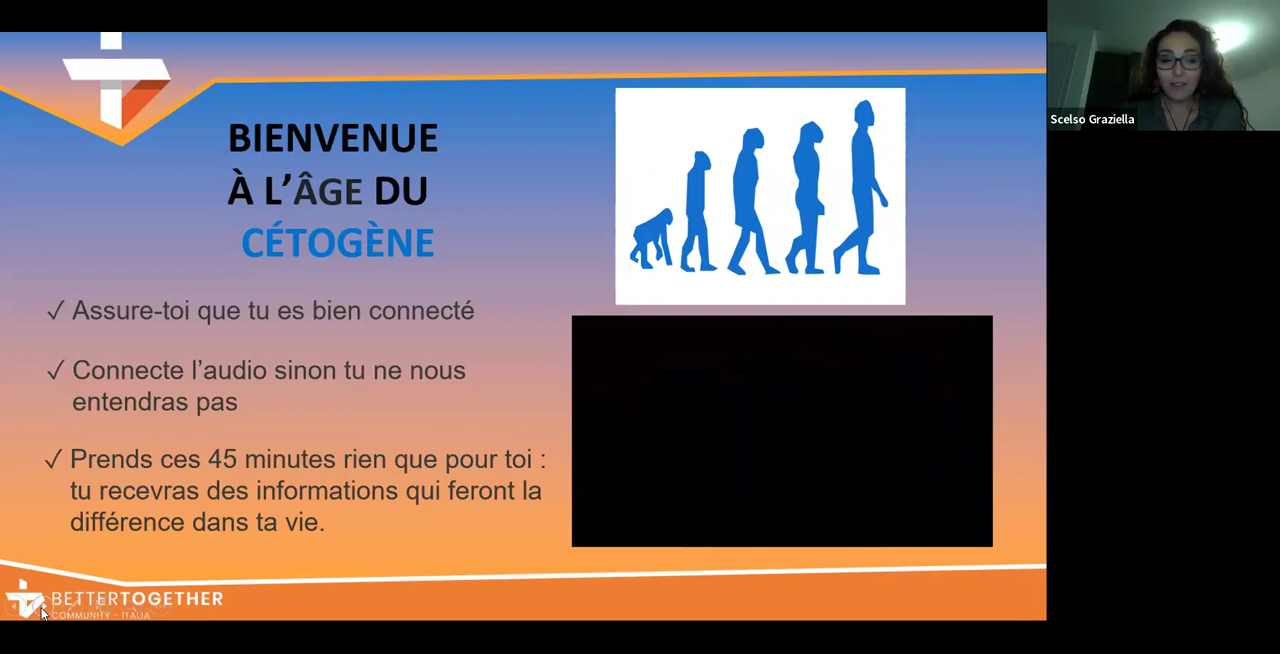 BIENVENUE
À L’ÂGE DU
CÉTOGÈNE
✓ Assure-toi que tu es bien connecté
✓ Connecte l’audio sinon tu ne nous
entendras pas
✓ Prends ces 45 minutes rien que pour toi :
tu recevras des informations qui feront la
différence dans ta vie.
BETTERTOGETHER
COMMUNITY - ITALIA
Scelso Graziella